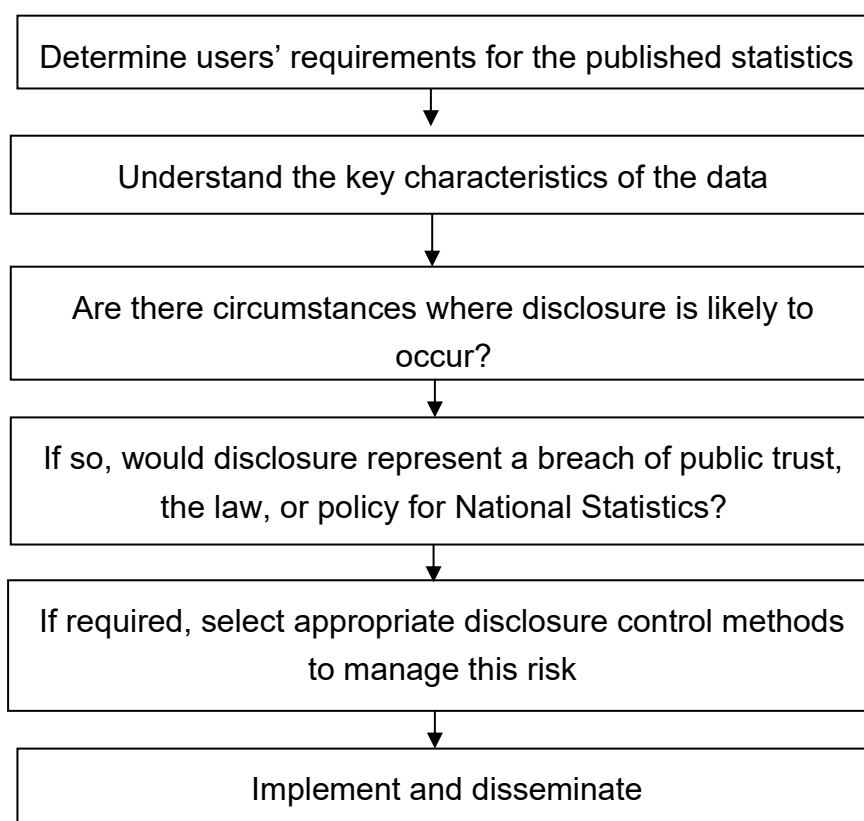 Determine users’ requirements for the published statistics
Understand the key characteristics of the data
Are there circumstances where disclosure is likely to
occur?
If so, would disclosure represent a breach of public trust,
the law, or policy for National Statistics?
If required, select appropriate disclosure control methods
to manage this risk
Implement and disseminate